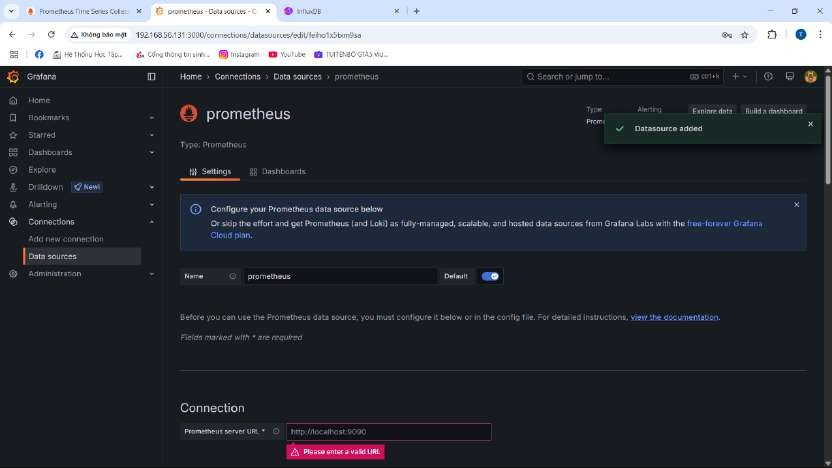 Prometheus Time Series Collec
prometheus - Data sources - C
InfluxDB
Không bảo mật
192.168.56.131:3000/connections/datasources/edit/feiho1x5bim9sa
Hệ Thống Học Tập...
Cổng thông tin sinh...
Instagram
YouTube
Grafana
Home
Connections
Data sources
prometheus
Search or jump to...
ctrl+k
Home
Bookmarks
Starred
Dashboards
Explore
Drilldown
New!
Alerting
Connections
Add new connection
Data sources
Administration
prometheus
Type
Alerting
Explore data
Build a dashboard
Prome
Datasource added
Type: Prometheus
Settings
Dashboards
Configure your Prometheus data source below
Or skip the effort and get Prometheus (and Loki) as fully-managed, scalable, and hosted data sources from Grafana Labs with the free-forever Grafana
Cloud plan.
Name
prometheus
Default
Before you can use the Prometheus data source, you must configure it below or in the config file. For detailed instructions, view the documentation.
Fields marked with * are required
Connection
Prometheus server URL *
http://localhost:9090
Please enter a valid URL